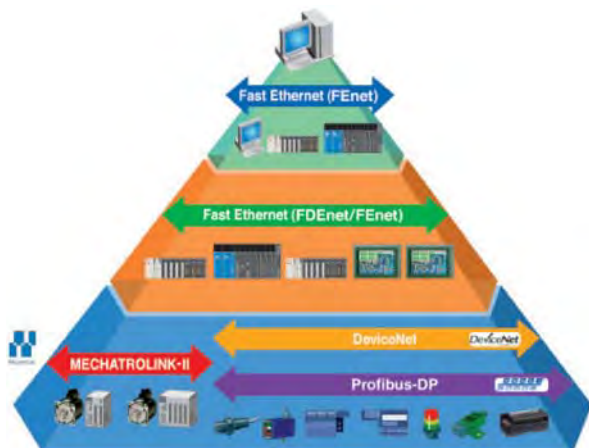 Fast Ethernet (FEnet)
Fast Ethernet (FDEnet/FEnet)
DeviceNet
DeviceNet
MECHATROLINK-II
Profibus-DP